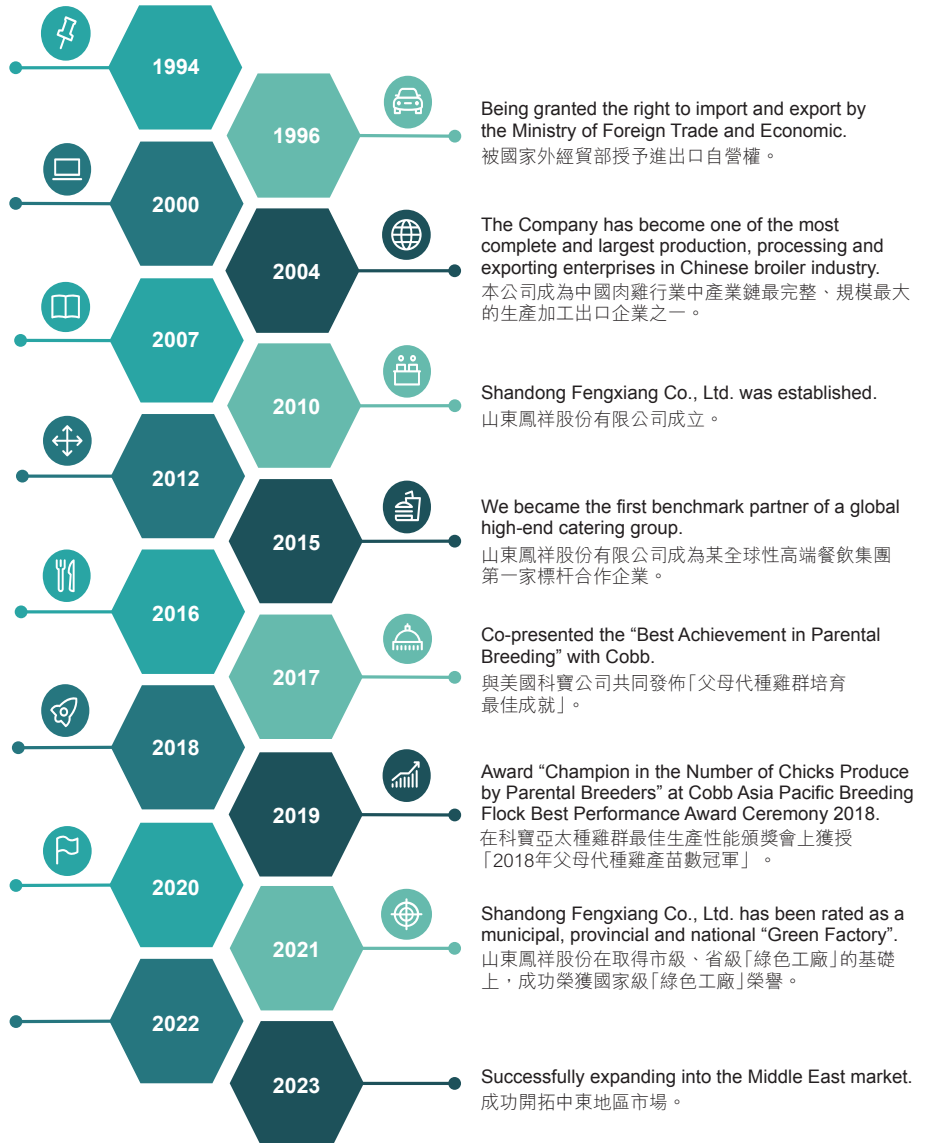 1994
1996
Being granted the right to import and export by
the Ministry of Foreign Trade and Economic.
被國家外經貿部授予進出口自營權。
2000
2004
The Company has become one of the most
complete and largest production, processing and
exporting enterprises in Chinese broiler industry.
本公司成為中國肉雞行業中產業鏈最完整、規模最大
的生產加工出口企業之一。
2007
2010
Shandong Fengxiang Co., Ltd. was established.
山東鳳祥股份有限公司成立。
2012
2015
We became the first benchmark partner of a global
high-end catering group.
山東鳳祥股份有限公司成為某全球性高端餐飲集團
第一家標杆合作企業。
2016
2017
Co-presented the “Best Achievement in Parental
Breeding” with Cobb.
與美國科寶公司共同發佈「父母代種雞群培育
最佳成就」。
2018
2019
Award “Champion in the Number of Chicks Produce
by Parental Breeders” at Cobb Asia Pacific Breeding
Flock Best Performance Award Ceremony 2018.
在科寶亞太種雞群最佳生產性能頒獎會上獲授
「2018年父母代種雞產苗數冠軍」。
2020
2021
Shandong Fengxiang Co., Ltd. has been rated as a
municipal, provincial and national “Green Factory”.
山東鳳祥股份在取得市級、省級「綠色工廠」的基礎
上，成功榮獲國家級「綠色工廠」榮譽。
2022
2023
Successfully expanding into the Middle East market.
成功開拓中東地區市場。